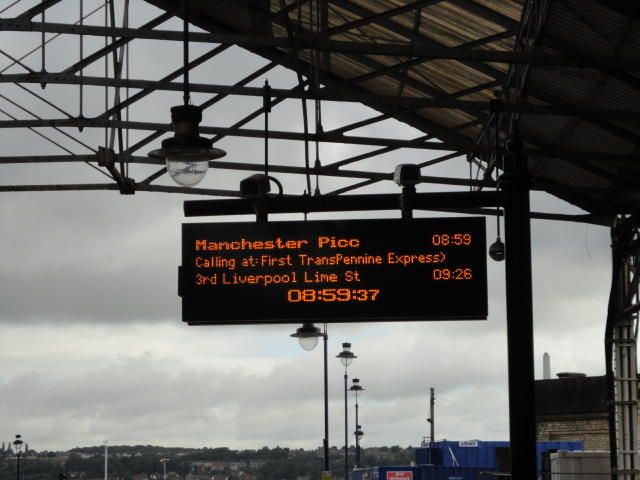 Manchester Picc 08:59
Calling at:First TransPennine Express)
3rd Liverpool Lime St 09:26
08:59:37